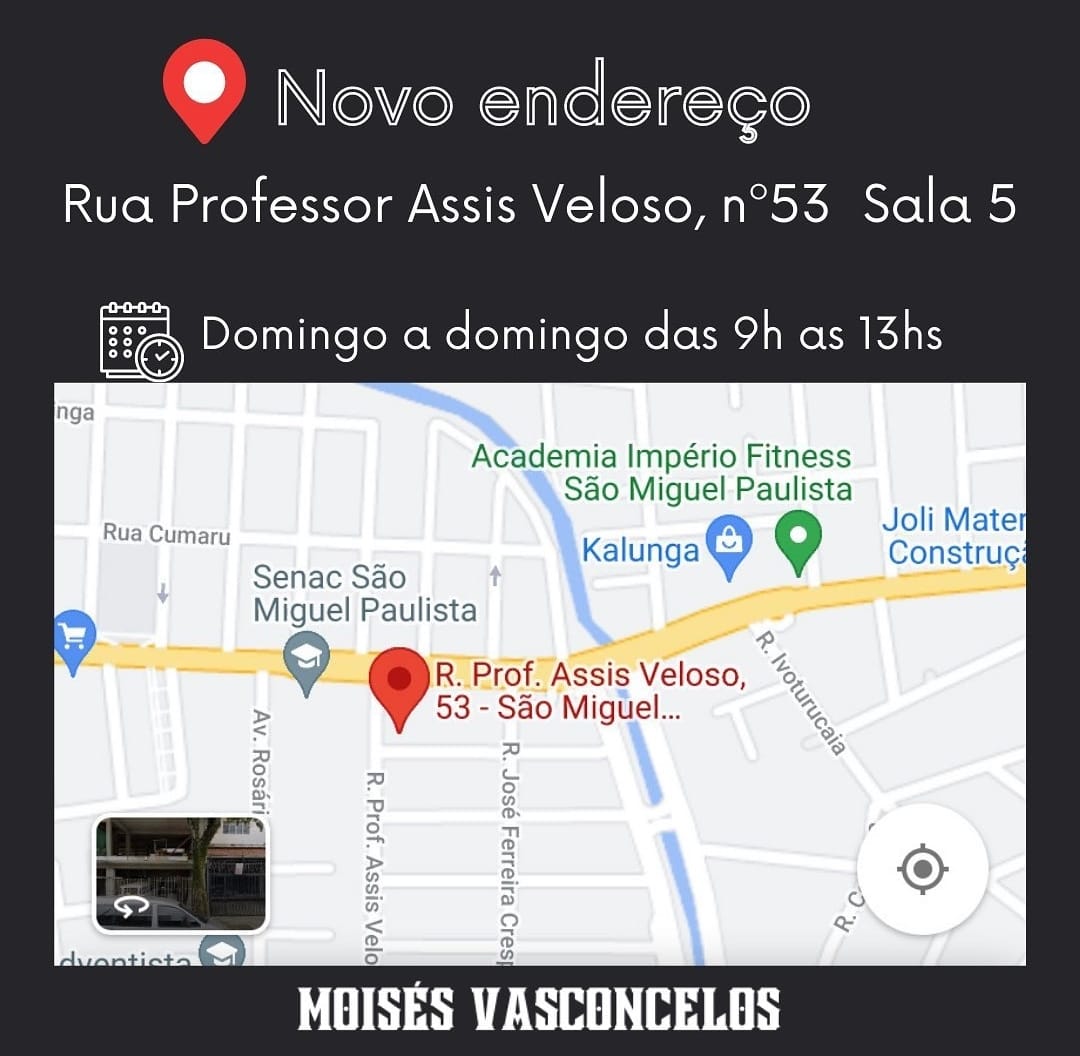 Novo endereço
Rua Professor Assis Veloso, n°53 Sala 5
Domingo a domingo das 9h as 13hs
inga
Academia Império Fitness
São Miguel Paulista
Joli Mater
Construçã
Kalunga
Rua Cumaru
Senac São
Miguel Paulista
R. Prof. Assis Veloso,
53 - São Miguel...
R. Ivoturucaia
Av. Rosári
R. Prof. Assis Velo
R. José Ferreira Cresp
R. C
dventista
MOISÉS VASCONCELOS